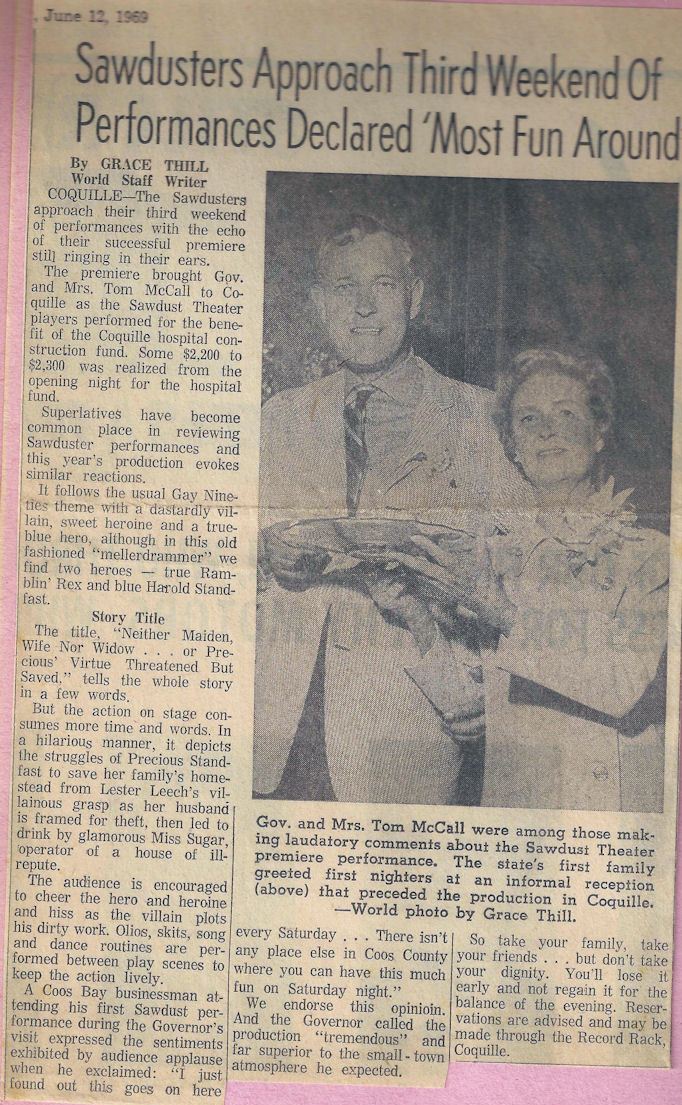 , June 12, 1969
Sawdusters Approach Third Weekend Of
Performances Declared ‘Most Fun Around
By GRACE THILL
World Staff Writer
COQUILLE—The Sawdusters
approach their third weekend
of performances with the echo
of their successful premiere
still ringing in their ears.
The premiere brought Gov.
and Mrs. Tom McCall to Co-
quille as the Sawdust Theater
players performed for the bene-
fit of the Coquille hospital con-
struction fund. Some $2,200 to
$2,300 was realized from the
opening night for the hospital
fund.
Superlatives have become
common place in reviewing
Sawduster performances and
this year's production evokes
similar reactions.
It follows the usual Gay Nine-
ties theme with a dastardly vil-
lain, sweet heroine and a true-
blue hero, although in this old
fashioned "mellerdrammer" we
find two heroes — true Ram-
blin' Rex and blue Harold Stand-
fast.
Story Title
The title, "Neither Maiden,
Wife Nor Widow . . . or Pre-
cious' Virtue Threatened But
Saved," tells the whole story
in a few words.
But the action on stage con-
sumes more time and words. In
a hilarious manner, it depicts
the struggles of Precious Stand-
fast to save her family's home-
stead from Lester Leech's vil-
lainous grasp as her husband
is framed for theft, then led to
drink by glamorous Miss Sugar,
operator of a house of ill-
repute.
The audience is encouraged
to cheer the hero and heroine
and hiss as the villain plots
his dirty work. Olios, skits, song
and dance routines are per-
formed between play scenes to
keep the action lively.
A Coos Bay businessman at-
tending his first Sawdust per-
formance during the Governor's
visit expressed the sentiments
exhibited by audience applause
when he exclaimed: "I just
found out this goes on here
Gov. and Mrs. Tom McCall were among those mak-
ing laudatory comments about the Sawdust Theater
premiere performance. The state's first family
greeted first nighters at an informal reception
(above) that preceded the production in Coquille.
—World photo by Grace Thill.
every Saturday . . . There isn't
any place else in Coos County
where you can have this much
fun on Saturday night."
We endorse this opinioin.
And the Governor called the
production "tremendous" and
far superior to the small-town
atmosphere he expected.
So take your family, take
your friends . . . but don't take
your dignity. You'll lose it
early and not regain it for the
balance of the evening. Reser-
vations are advised and may be
made through the Record Rack,
Coquille.